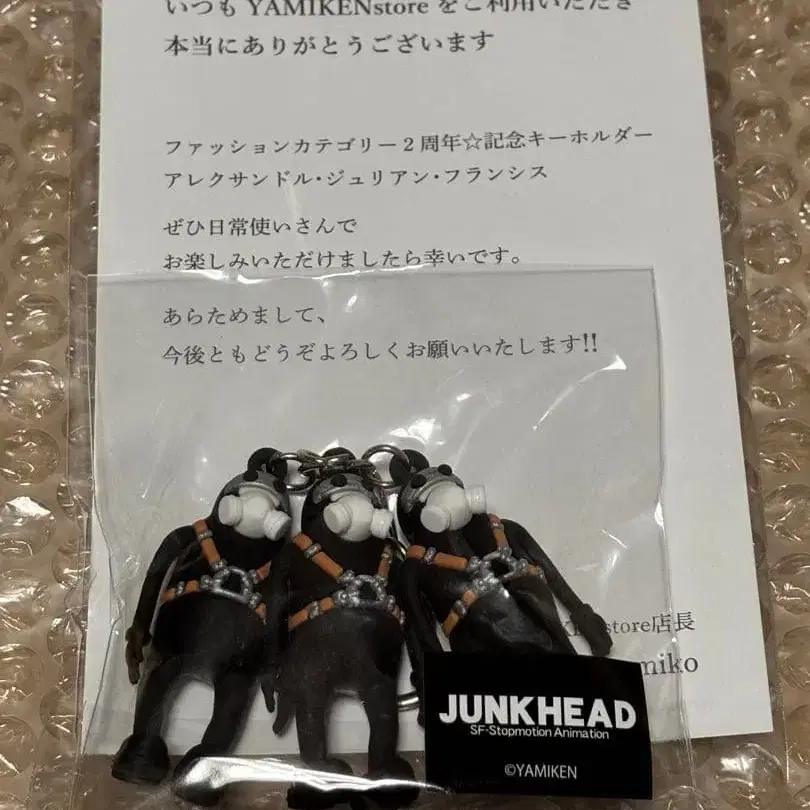 いつも YAMIKENstore をご利用いただき
本当にありがとうございます
ファッションカテゴリー２周年☆記念キーホルダー
アレクサンドル・ジュリアン・フランシス
ぜひ日常使いさんで
お楽しみいただけましたら幸いです。
あらためまして、
今後ともどうぞよろしくお願いいたします!!
store店長
miko
JUNKHEAD
SF-Stopmotion Animation
©YAMIKEN